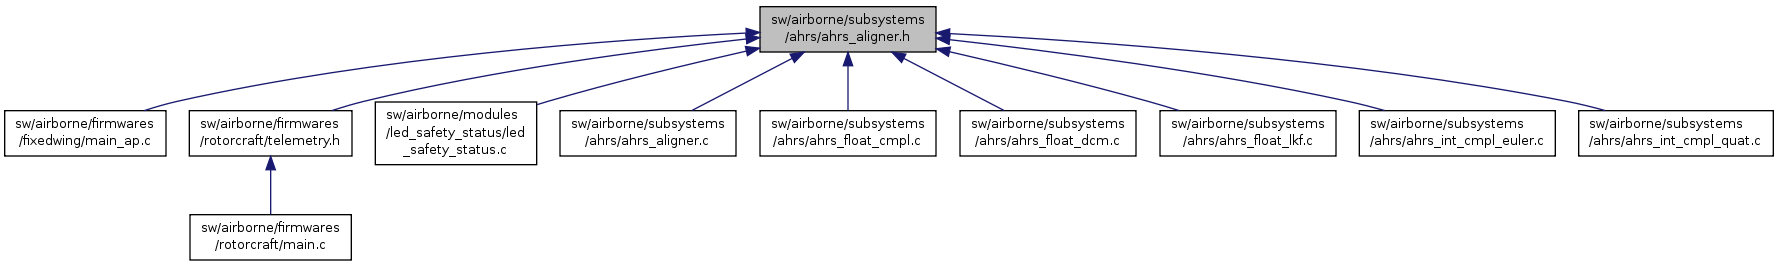 sw/airborne/subsystems
/ahrs/ahrs_aligner.h
sw/airborne/firmwares
/fixedwing/main_ap.c
sw/airborne/firmwares
/rotorcraft/telemetry.h
sw/airborne/modules
/led_safety_status/led
_safety_status.c
sw/airborne/subsystems
/ahrs/ahrs_aligner.c
sw/airborne/subsystems
/ahrs/ahrs_float_cmpl.c
sw/airborne/subsystems
/ahrs/ahrs_float_dcm.c
sw/airborne/subsystems
/ahrs/ahrs_float_lkf.c
sw/airborne/subsystems
/ahrs/ahrs_int_cmpl_euler.c
sw/airborne/subsystems
/ahrs/ahrs_int_cmpl_quat.c
sw/airborne/firmwares
/rotorcraft/main.c